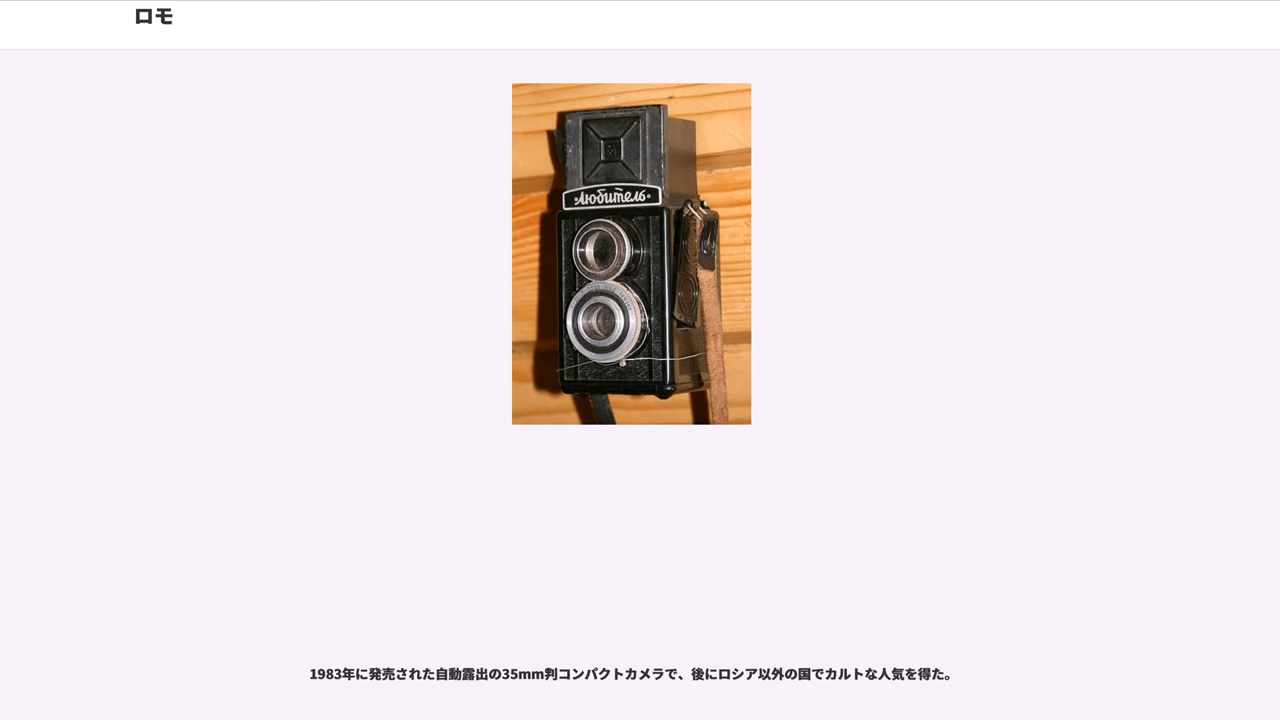 ロモ
Любитель
1983年に発売された自動露出の35mm判コンパクトカメラで、後にロシア以外の国でカルトな人気を得た。